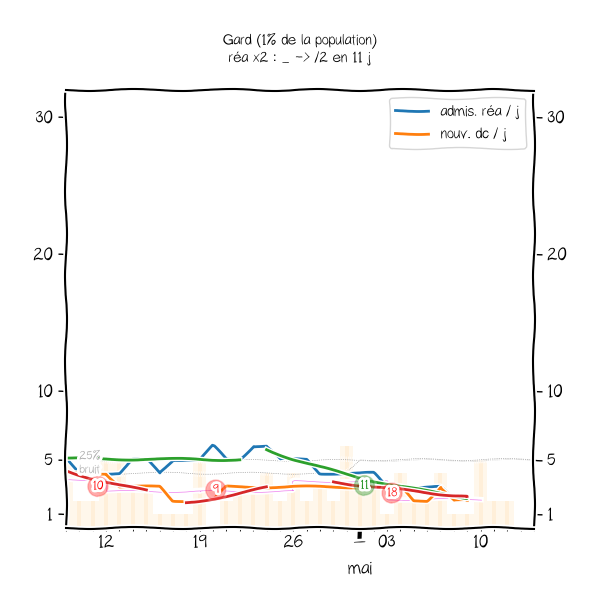 Gard (1% de la population)
réa x2 : _ -> /2 en 11 j
admis. réa / j
nouv. dc / j
30 30
20 20
10 10
5 5
1 1
25%
bruit
10
9
11
18
12 19 26 1 03 10
mai